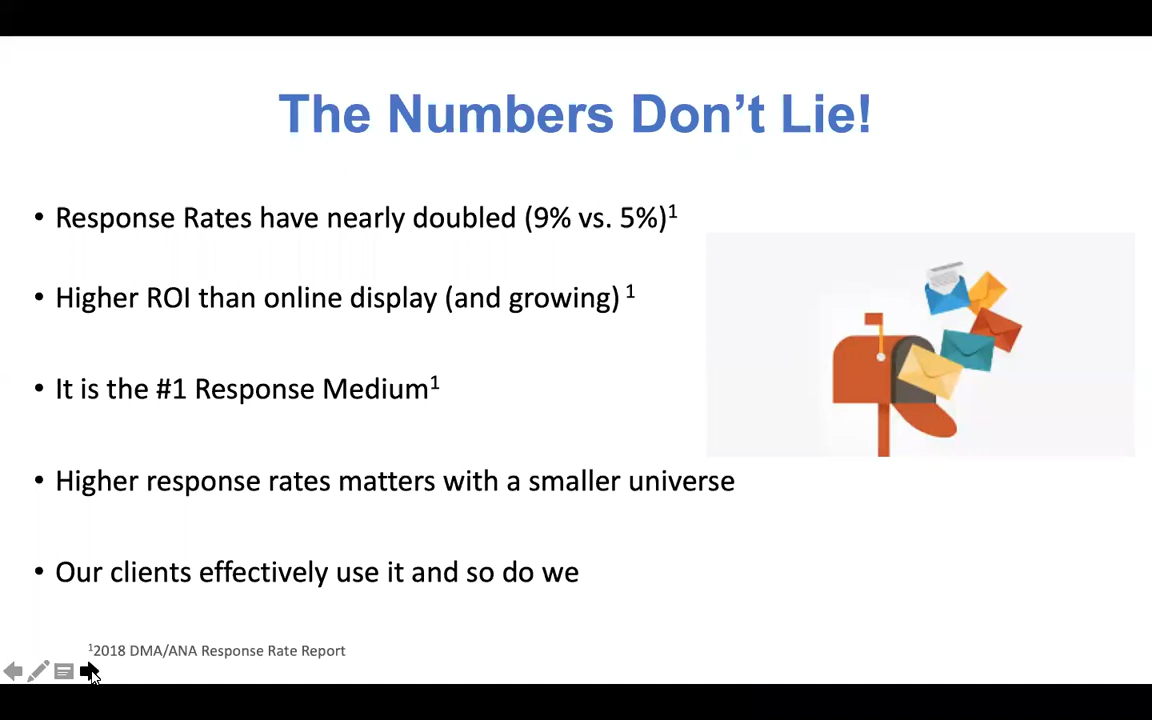 The Numbers Don’t Lie!
• Response Rates have nearly doubled (9% vs. 5%)¹
• Higher ROI than online display (and growing) ¹
• It is the #1 Response Medium¹
• Higher response rates matters with a smaller universe
• Our clients effectively use it and so do we
¹2018 DMA/ANA Response Rate Report